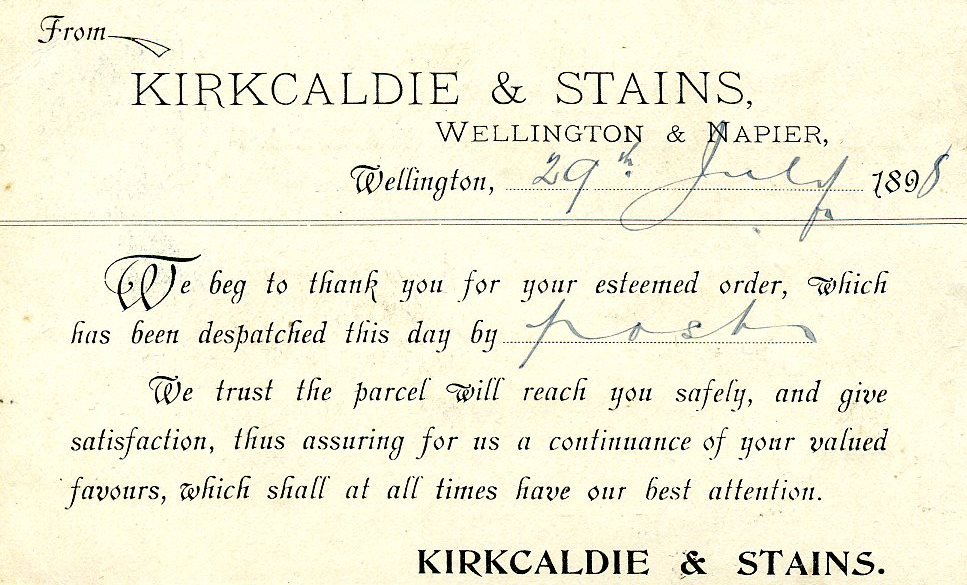 From
KIRKCALDIE & STAINS,
WELLINGTON & NAPIER,
Wellington, 29th July 1898
We beg to thank you for your esteemed order, which
has been despatched this day by post
We trust the parcel will reach you safely, and give
satisfaction, thus assuring for us a continuance of your valued
favours, which shall at all times have our best attention.
KIRKCALDIE & STAINS.